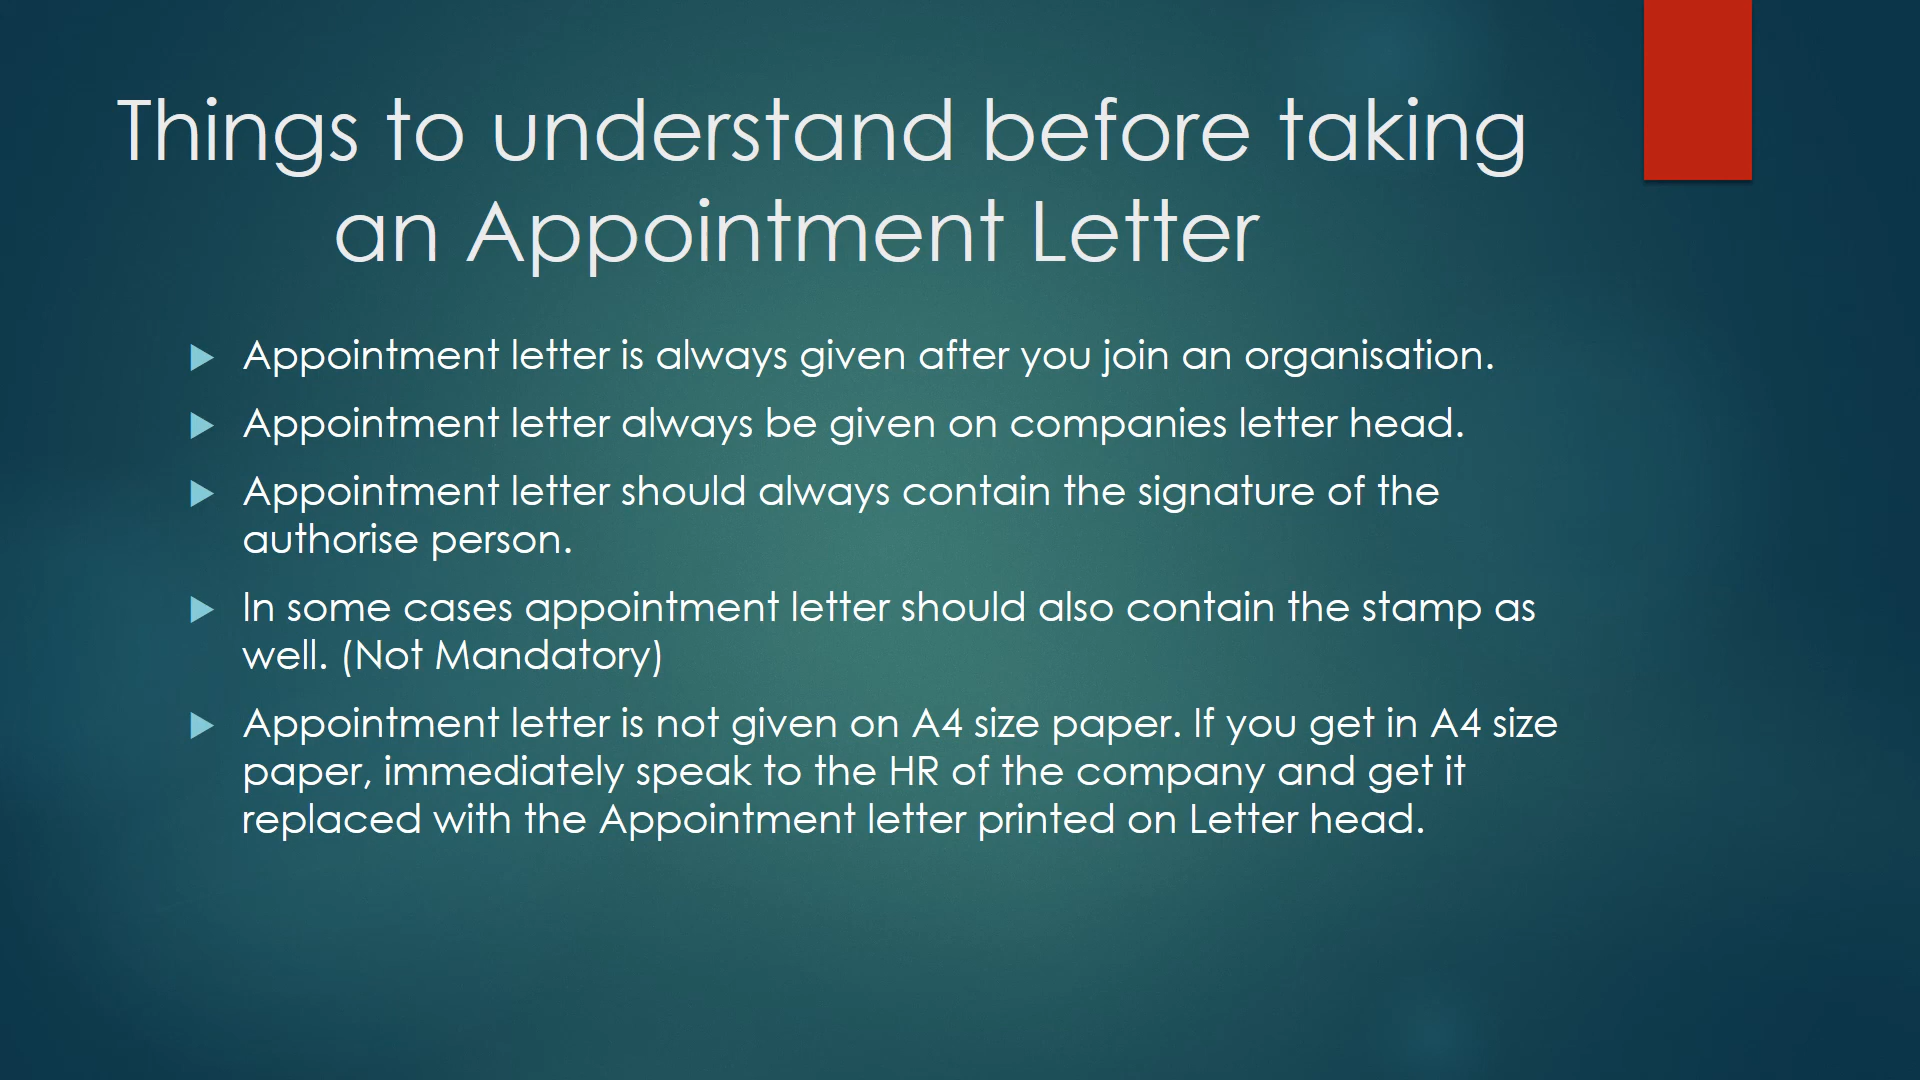 Things to understand before taking
an Appointment Letter
Appointment letter is always given after you join an organisation.
Appointment letter always be given on companies letter head.
Appointment letter should always contain the signature of the
authorise person.
In some cases appointment letter should also contain the stamp as
well. (Not Mandatory)
Appointment letter is not given on A4 size paper. If you get in A4 size
paper, immediately speak to the HR of the company and get it
replaced with the Appointment letter printed on Letter head.